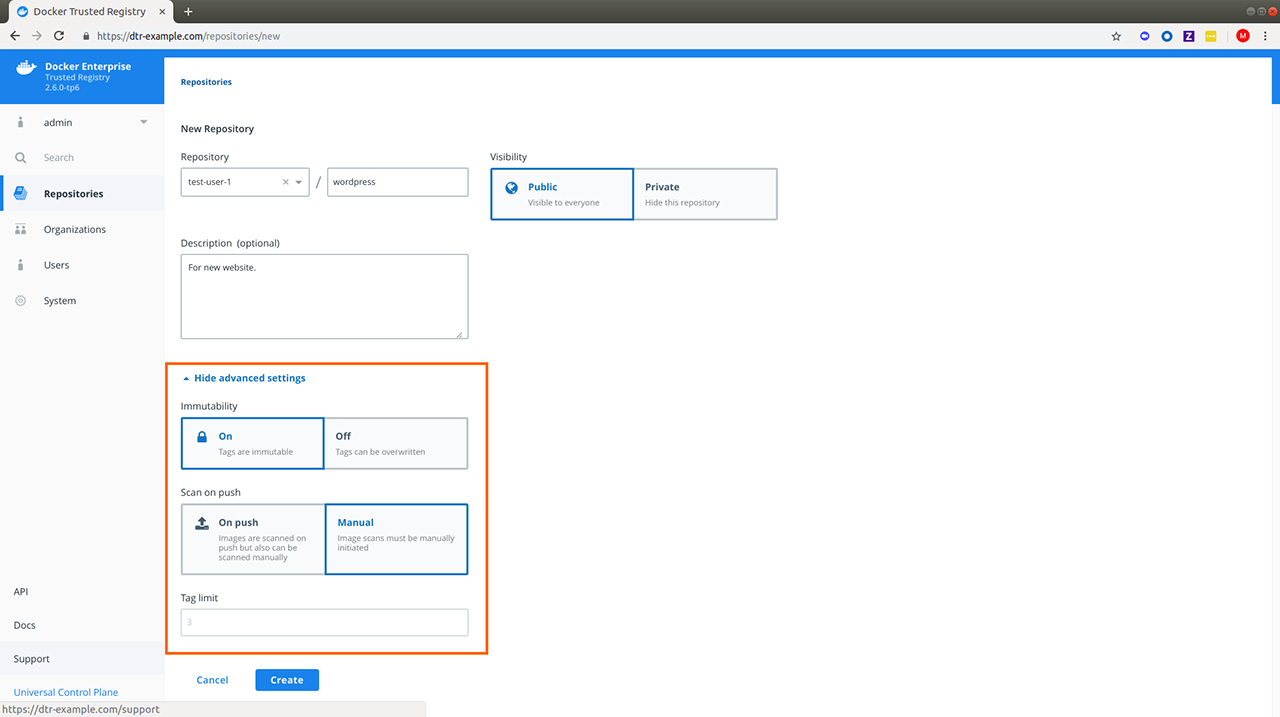 Docker Trusted Registry
https://dtr-example.com/repositories/new
Z
M
Docker Enterprise
Trusted Registry
2.6.0-tp6
admin
Search
Repositories
Organizations
Users
System
API
Docs
Support
Universal Control Plane
https://dtr-example.com/support
Repositories
New Repository
Repository
test-user-1 / wordpress
Visibility
Public
Visible to everyone
Private
Hide this repository
Description (optional)
For new website.
Hide advanced settings
Immutability
On
Tags are immutable
Off
Tags can be overwritten
Scan on push
On push
Images are scanned on
push but also can be
scanned manually
Manual
Image scans must be manually
initiated
Tag limit
3
Cancel
Create